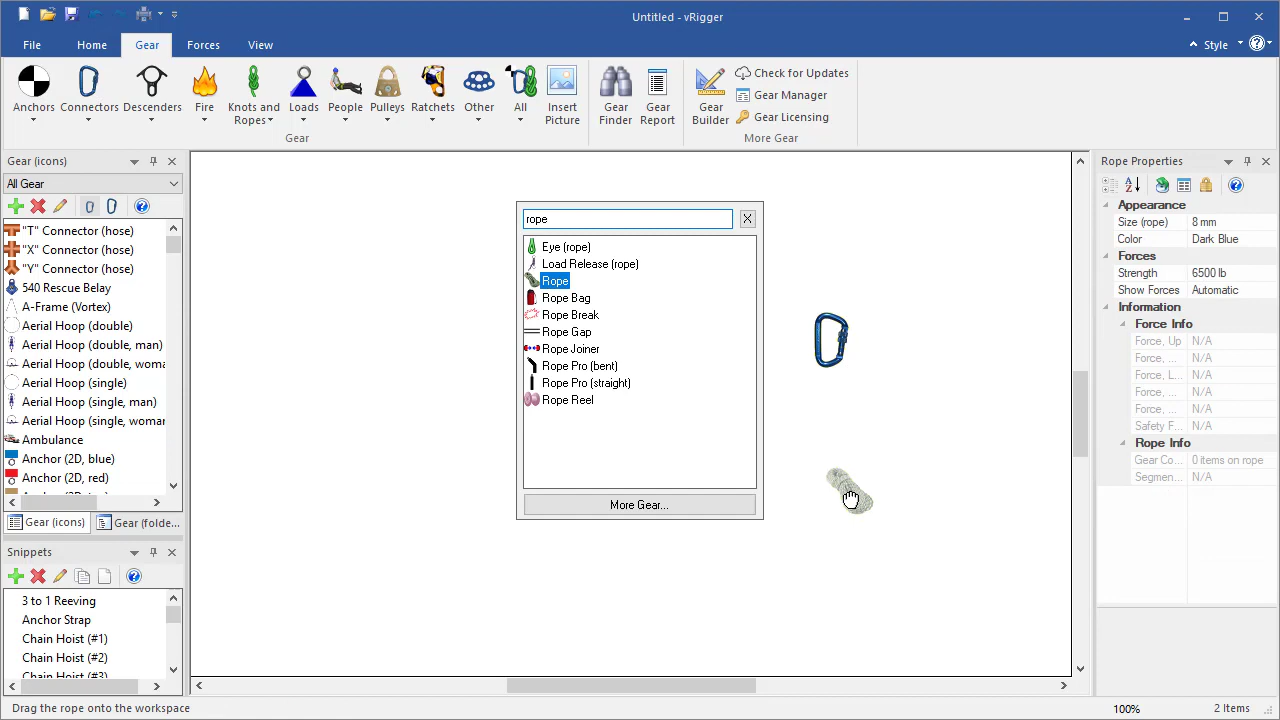 Untitled - vRigger
File Home Gear Forces View Style
Anchors Connectors Descenders Fire Knots and Ropes Loads People Pulleys Ratchets Other All Insert Picture
Gear
Gear Finder Gear Report
Gear Builder
Check for Updates
Gear Manager
Gear Licensing
More Gear
Gear (icons)
All Gear
"T" Connector (hose)
"X" Connector (hose)
"Y" Connector (hose)
540 Rescue Belay
A-Frame (Vortex)
Aerial Hoop (double)
Aerial Hoop (double, man)
Aerial Hoop (double, woma
Aerial Hoop (single)
Aerial Hoop (single, man)
Aerial Hoop (single, woman
Ambulance
Anchor (2D, blue)
Anchor (2D, red)
Gear (icons) Gear (folde...
Snippets
3 to 1 Reeving
Anchor Strap
Chain Hoist (#1)
Chain Hoist (#2)
Chain Hoist (#3)
rope X
Eye (rope)
Load Release (rope)
Rope
Rope Bag
Rope Break
Rope Gap
Rope Joiner
Rope Pro (bent)
Rope Pro (straight)
Rope Reel
More Gear...
Rope Properties
Appearance
Size (rope) 8 mm
Color Dark Blue
Forces
Strength 6500 lb
Show Forces Automatic
Information
Force Info
Force, Up N/A
Force, ... N/A
Force, L... N/A
Force, ... N/A
Force, ... N/A
Safety F... N/A
Rope Info
Gear Co... 0 items on rope
Segmen... N/A
Drag the rope onto the workspace 100% 2 Items